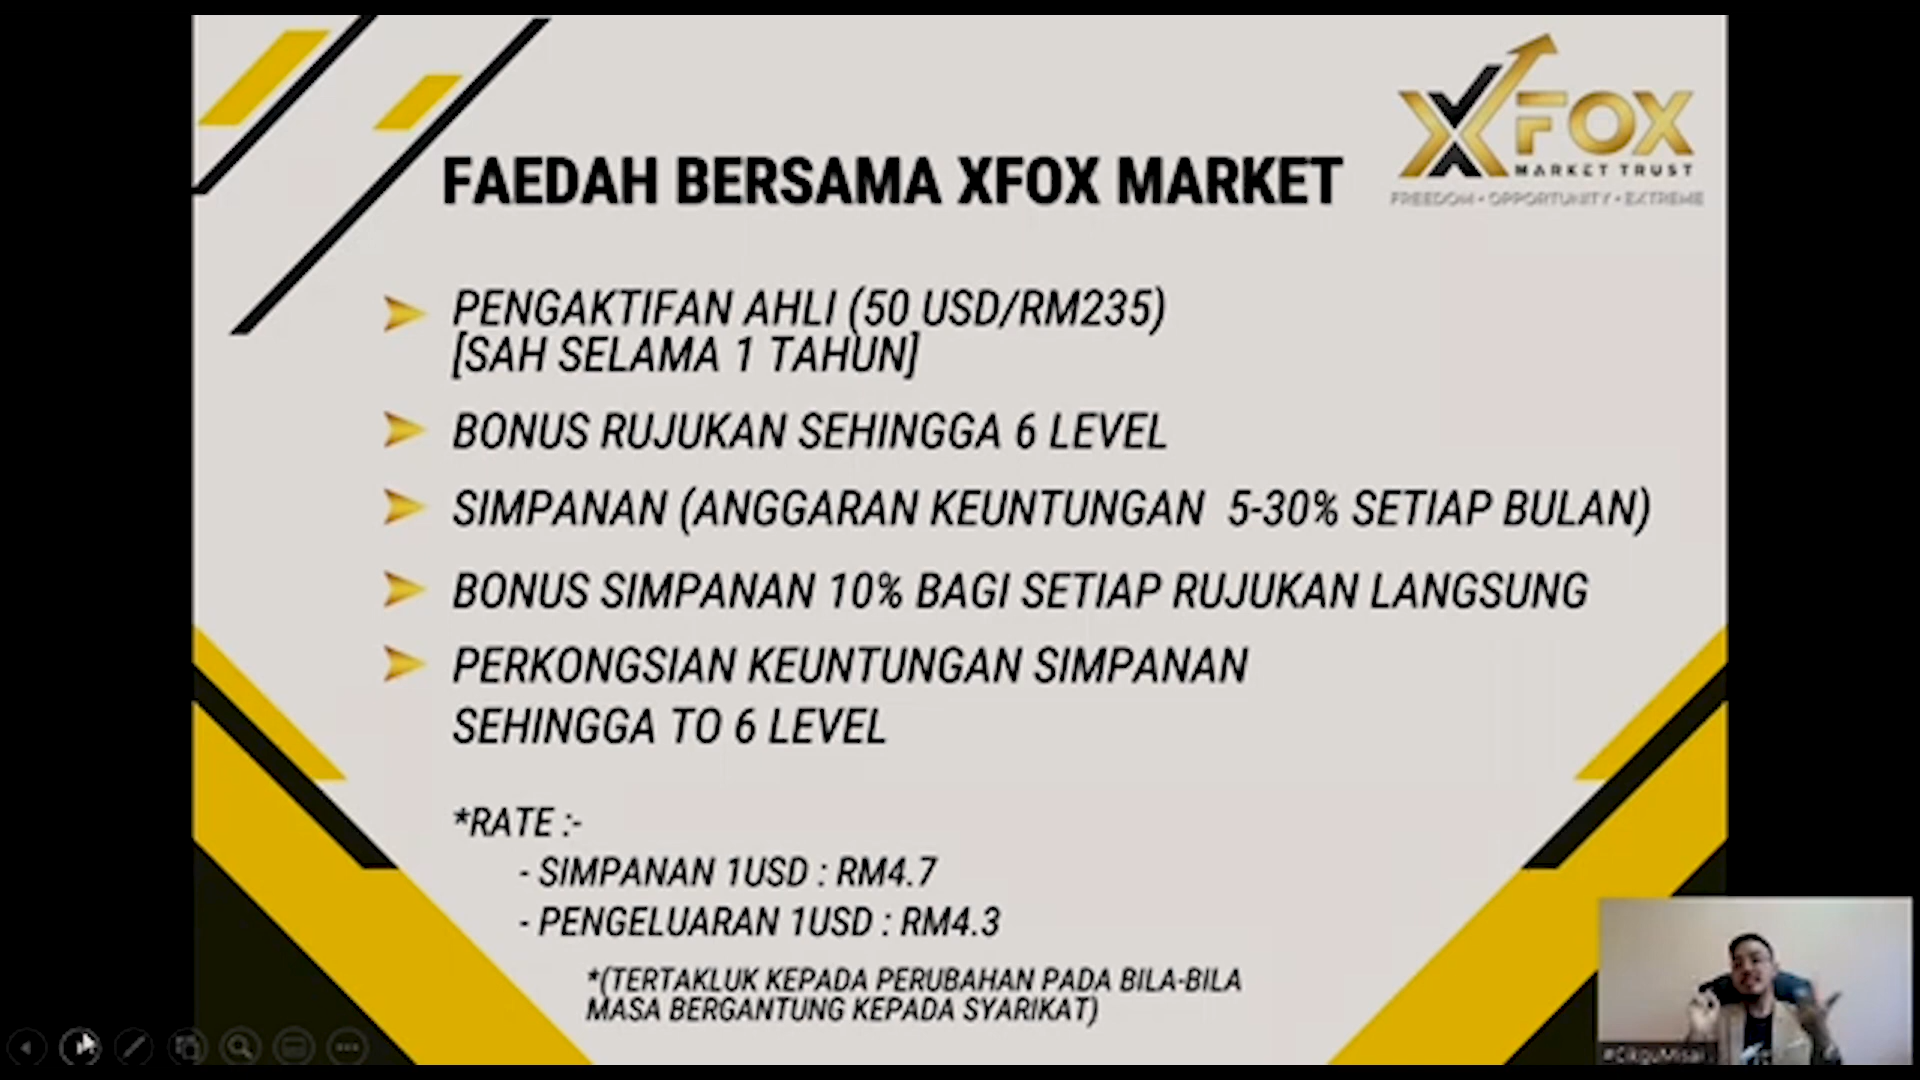 XFOX
MARKET TRUST
FREEDOM • OPPORTUNITY • EXTREME
FAEDAH BERSAMA XFOX MARKET
PENGAKTIFAN AHLI (50 USD/RM235)
[SAH SELAMA 1 TAHUN]
BONUS RUJUKAN SEHINGGA 6 LEVEL
SIMPANAN (ANGGARAN KEUNTUNGAN 5-30% SETIAP BULAN)
BONUS SIMPANAN 10% BAGI SETIAP RUJUKAN LANGSUNG
PERKONGSIAN KEUNTUNGAN SIMPANAN
SEHINGGA TO 6 LEVEL
*RATE :-
- SIMPANAN 1USD : RM4.7
- PENGELUARAN 1USD : RM4.3
*(TERTAKLUK KEPADA PERUBAHAN PADA BILA-BILA
MASA BERGANTUNG KEPADA SYARIKAT)
#CikguMisai